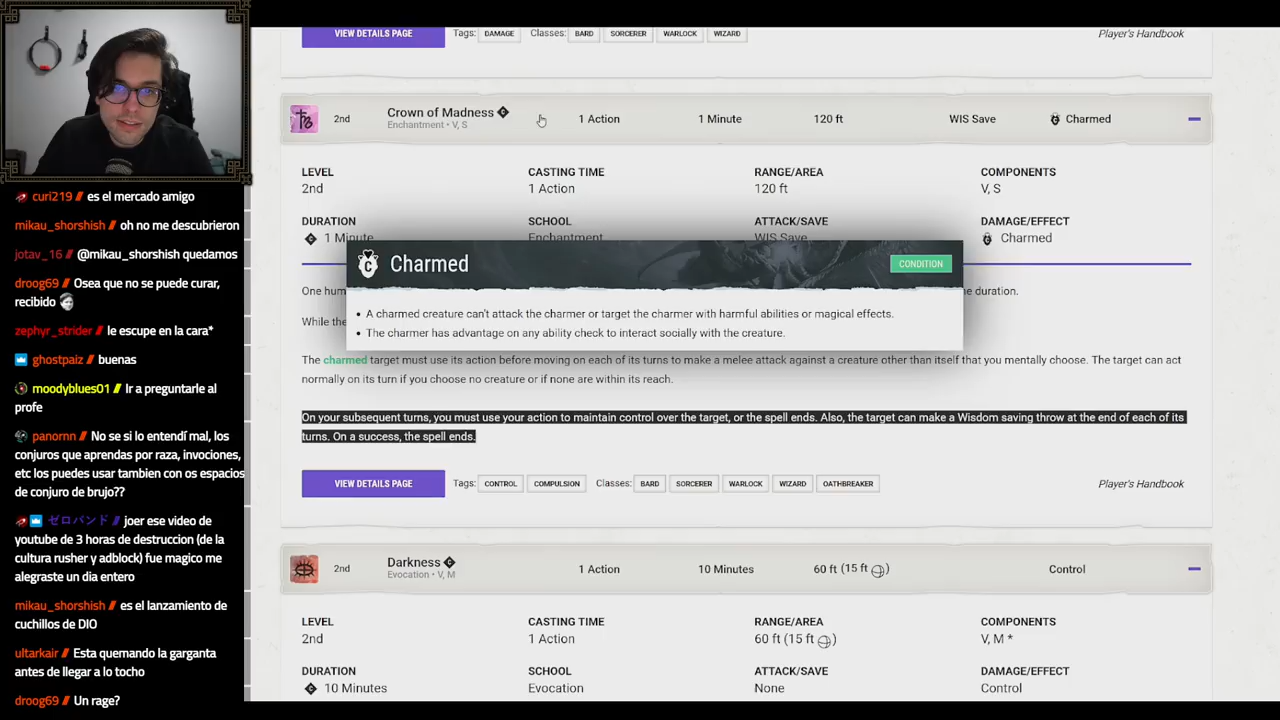 curi219 // es el mercado amigo
mikau_shorshish // oh no me descubrieron
jotav_16 // @mikau_shorshish quedamos
droog69 // Osea que no se puede curar,
recibido
zephyr_strider // le escupe en la cara*
ghostpaiz // buenas
moodyblues01 // Ir a preguntarle al
profe
panornn // No se si lo entendí mal, los
conjuros que aprendas por raza, invociones,
etc los puedes usar tambien con os espacios
de conjuro de brujo??
ゼロバンド // joer ese video de
youtube de 3 horas de destruccion (de la
cultura rusher y adblock) fue magico me
alegraste un dia entero
mikau_shorshish // es el lanzamiento de
cuchillos de DIO
ultarkair // Esta quemando la garganta
antes de llegar a lo tocho
droog69 // Un rage?
VIEW DETAILS PAGE Tags: DAMAGE Classes: BARD SORCERER WARLOCK WIZARD Player's Handbook
2nd Crown of Madness 1 Action 1 Minute 120 ft WIS Save Charmed
Enchantment • V, S
LEVEL CASTING TIME RANGE/AREA COMPONENTS
2nd 1 Action 120 ft V, S
DURATION SCHOOL ATTACK/SAVE DAMAGE/EFFECT
1 Minute Enchantment WIS Save Charmed
Charmed CONDITION
One hum
e duration.
• A charmed creature can't attack the charmer or target the charmer with harmful abilities or magical effects.
While the
• The charmer has advantage on any ability check to interact socially with the creature.
The charmed target must use its action before moving on each of its turns to make a melee attack against a creature other than itself that you mentally choose. The target can act
normally on its turn if you choose no creature or if none are within its reach.
On your subsequent turns, you must use your action to maintain control over the target, or the spell ends. Also, the target can make a Wisdom saving throw at the end of each of its
turns. On a success, the spell ends.
VIEW DETAILS PAGE Tags: CONTROL COMPULSION Classes: BARD SORCERER WARLOCK WIZARD OATHBREAKER Player's Handbook
2nd Darkness 1 Action 10 Minutes 60 ft (15 ft ) Control
Evocation • V, M
LEVEL CASTING TIME RANGE/AREA COMPONENTS
2nd 1 Action 60 ft (15 ft ) V, M *
DURATION SCHOOL ATTACK/SAVE DAMAGE/EFFECT
10 Minutes Evocation None Control